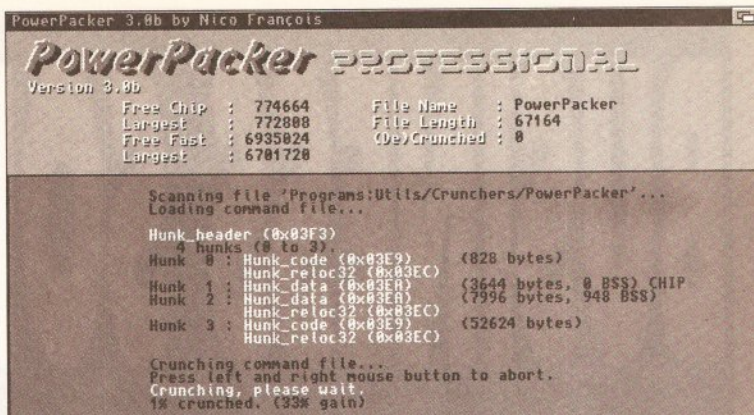 PowerPacker 3.0b by Nico François
PowerPacker PROFESSIONAL
Version 3.0b
Free Chip : 774664 File Name : PowerPacker
Largest : 772808 File Length : 67164
Free Fast : 6935024 (De)Crunched : 0
Largest : 6701720
Scanning file 'Programs:Utils/Crunchers/PowerPacker'...
Loading command file...
Hunk_header (0x03F3)
4 hunks (0 to 3).
Hunk 0 : Hunk_code (0x03E9) (828 bytes)
Hunk_reloc32 (0x03EC)
Hunk 1 : Hunk_data (0x03EA) (3644 bytes, 0 BSS) CHIP
Hunk 2 : Hunk_data (0x03EA) (7996 bytes, 948 BSS)
Hunk_reloc32 (0x03EC)
Hunk 3 : Hunk_code (0x03E9) (52624 bytes)
Hunk_reloc32 (0x03EC)
Crunching command file...
Press left and right mouse button to abort.
Crunching, please wait.
1% crunched. (33% gain)